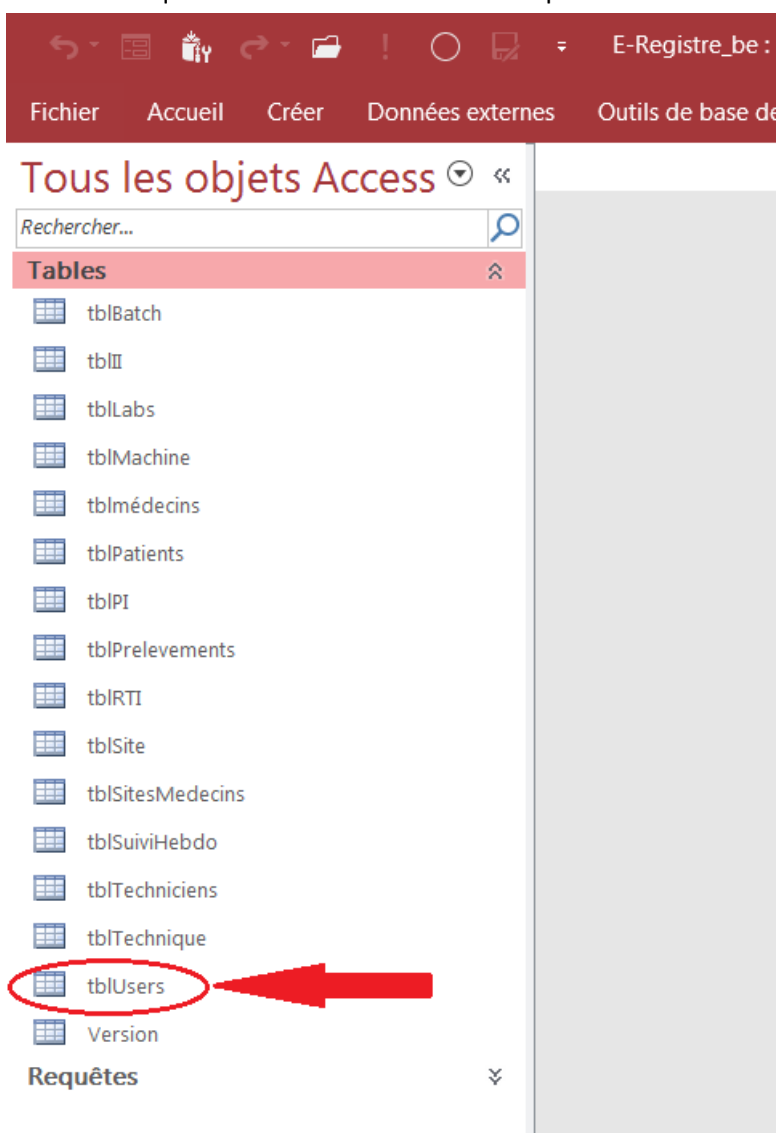 E-Registre_be :
Fichier Accueil Créer Données externes Outils de base de
Tous les objets Access
Rechercher...
Tables
tblBatch
tblII
tblLabs
tblMachine
tblmédecins
tblPatients
tblPI
tblPrelevements
tblRTI
tblSite
tblSitesMedecins
tblSuiviHebdo
tblTechniciens
tblTechnique
tblUsers
Version
Requêtes